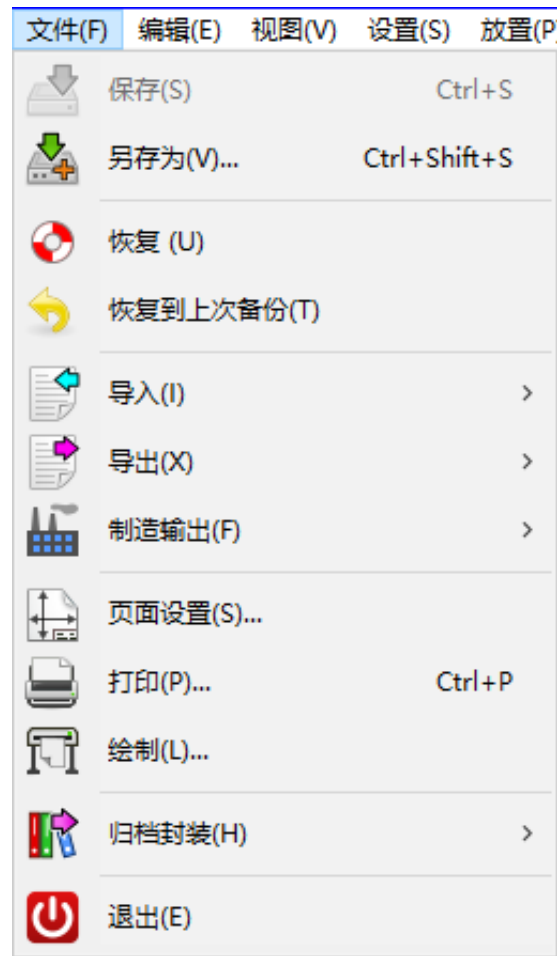 文件(F) 编辑(E) 视图(V) 设置(S) 放置(P)
保存(S) Ctrl+S
另存为(V)... Ctrl+Shift+S
恢复 (U)
恢复到上次备份(T)
导入(I)
导出(X)
制造输出(F)
页面设置(S)...
打印(P)... Ctrl+P
绘制(L)...
归档封装(H)
退出(E)